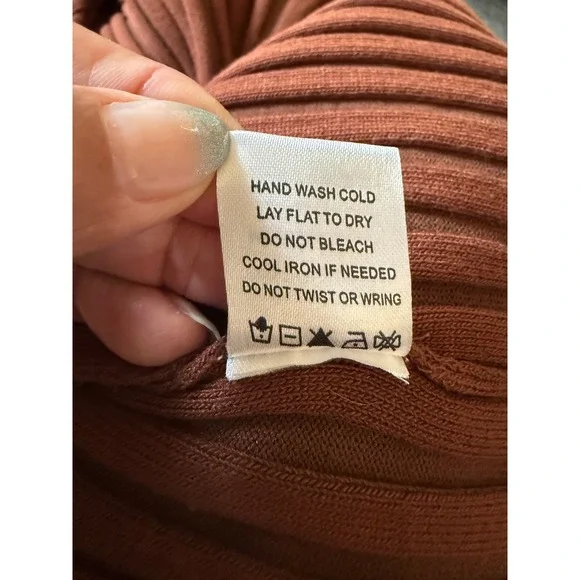 HAND WASH COLD
LAY FLAT TO DRY
DO NOT BLEACH
COOL IRON IF NEEDED
DO NOT TWIST OR WRING